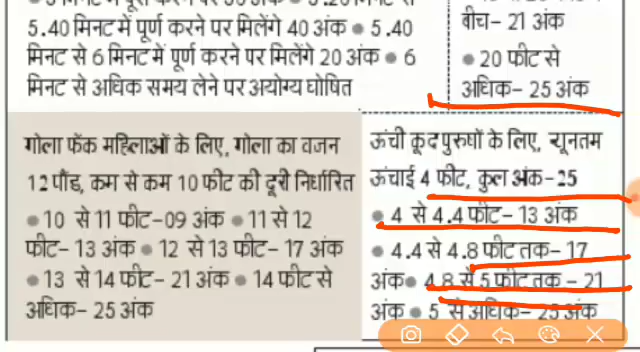 5.40 मिनट में पूर्ण करने पर मिलेंगे 40 अंक ● 5.40
मिनट से 6 मिनट में पूर्ण करने पर मिलेंगे 20 अंक ● 6
मिनट से अधिक समय लेने पर अयोग्य घोषित
बीच- 21 अंक
● 20 फीट से
अधिक- 25 अंक
गोला फेंक महिलाओं के लिए, गोला का वजन
12 पौंड, कम से कम 10 फीट की दूरी निर्धारित
● 10 से 11 फीट-09 अंक ● 11 से 12
फीट- 13 अंक ● 12 से 13 फीट- 17 अंक
● 13 से 14 फीट- 21 अंक ● 14 फीट से
अधिक- 25 अंक
ऊंची कूद पुरुषों के लिए, न्यूनतम
ऊंचाई 4 फीट, कुल अंक-25
● 4 से 4.4 फीट- 13 अंक
● 4.4 से 4.8 फीट तक- 17
अंक ● 4.8 से 5 फीट तक - 21
अंक ● 5 से अधिक- 25 अंक